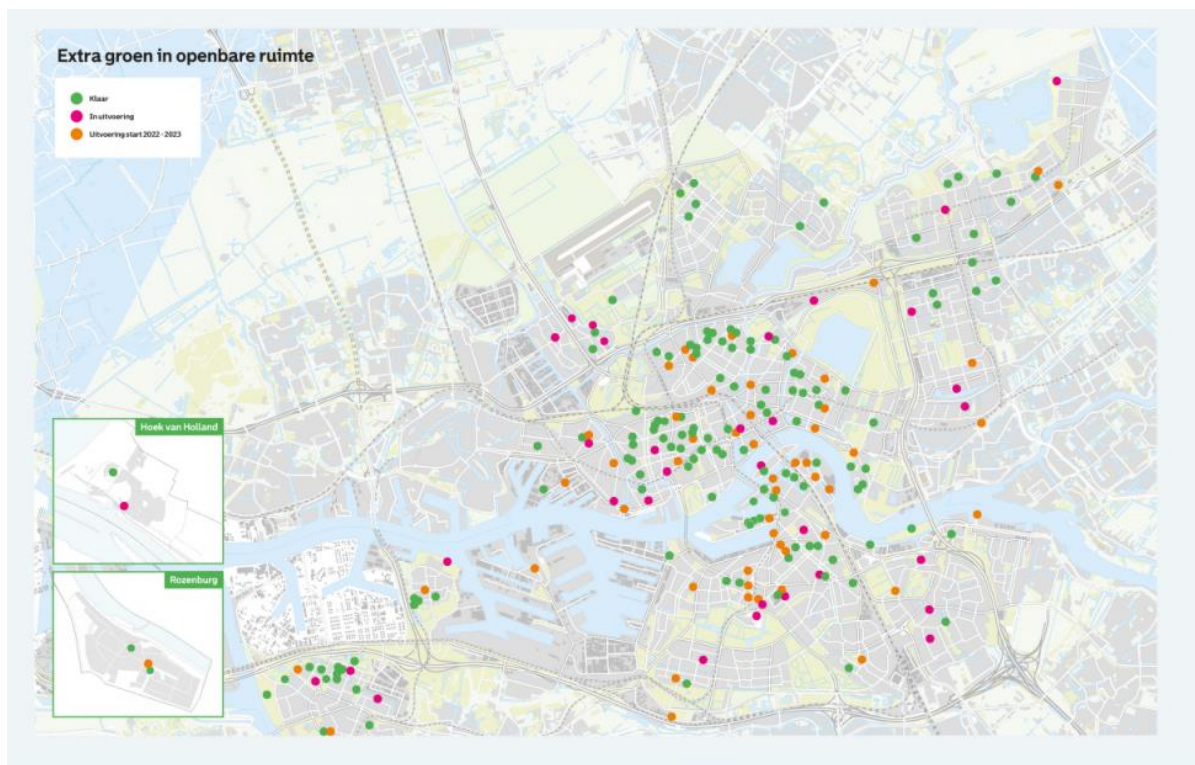 Extra groen in openbare ruimte
Klaar
In uitvoering
Uitvoering start 2022 - 2023
Hoek van Holland
Rozenburg